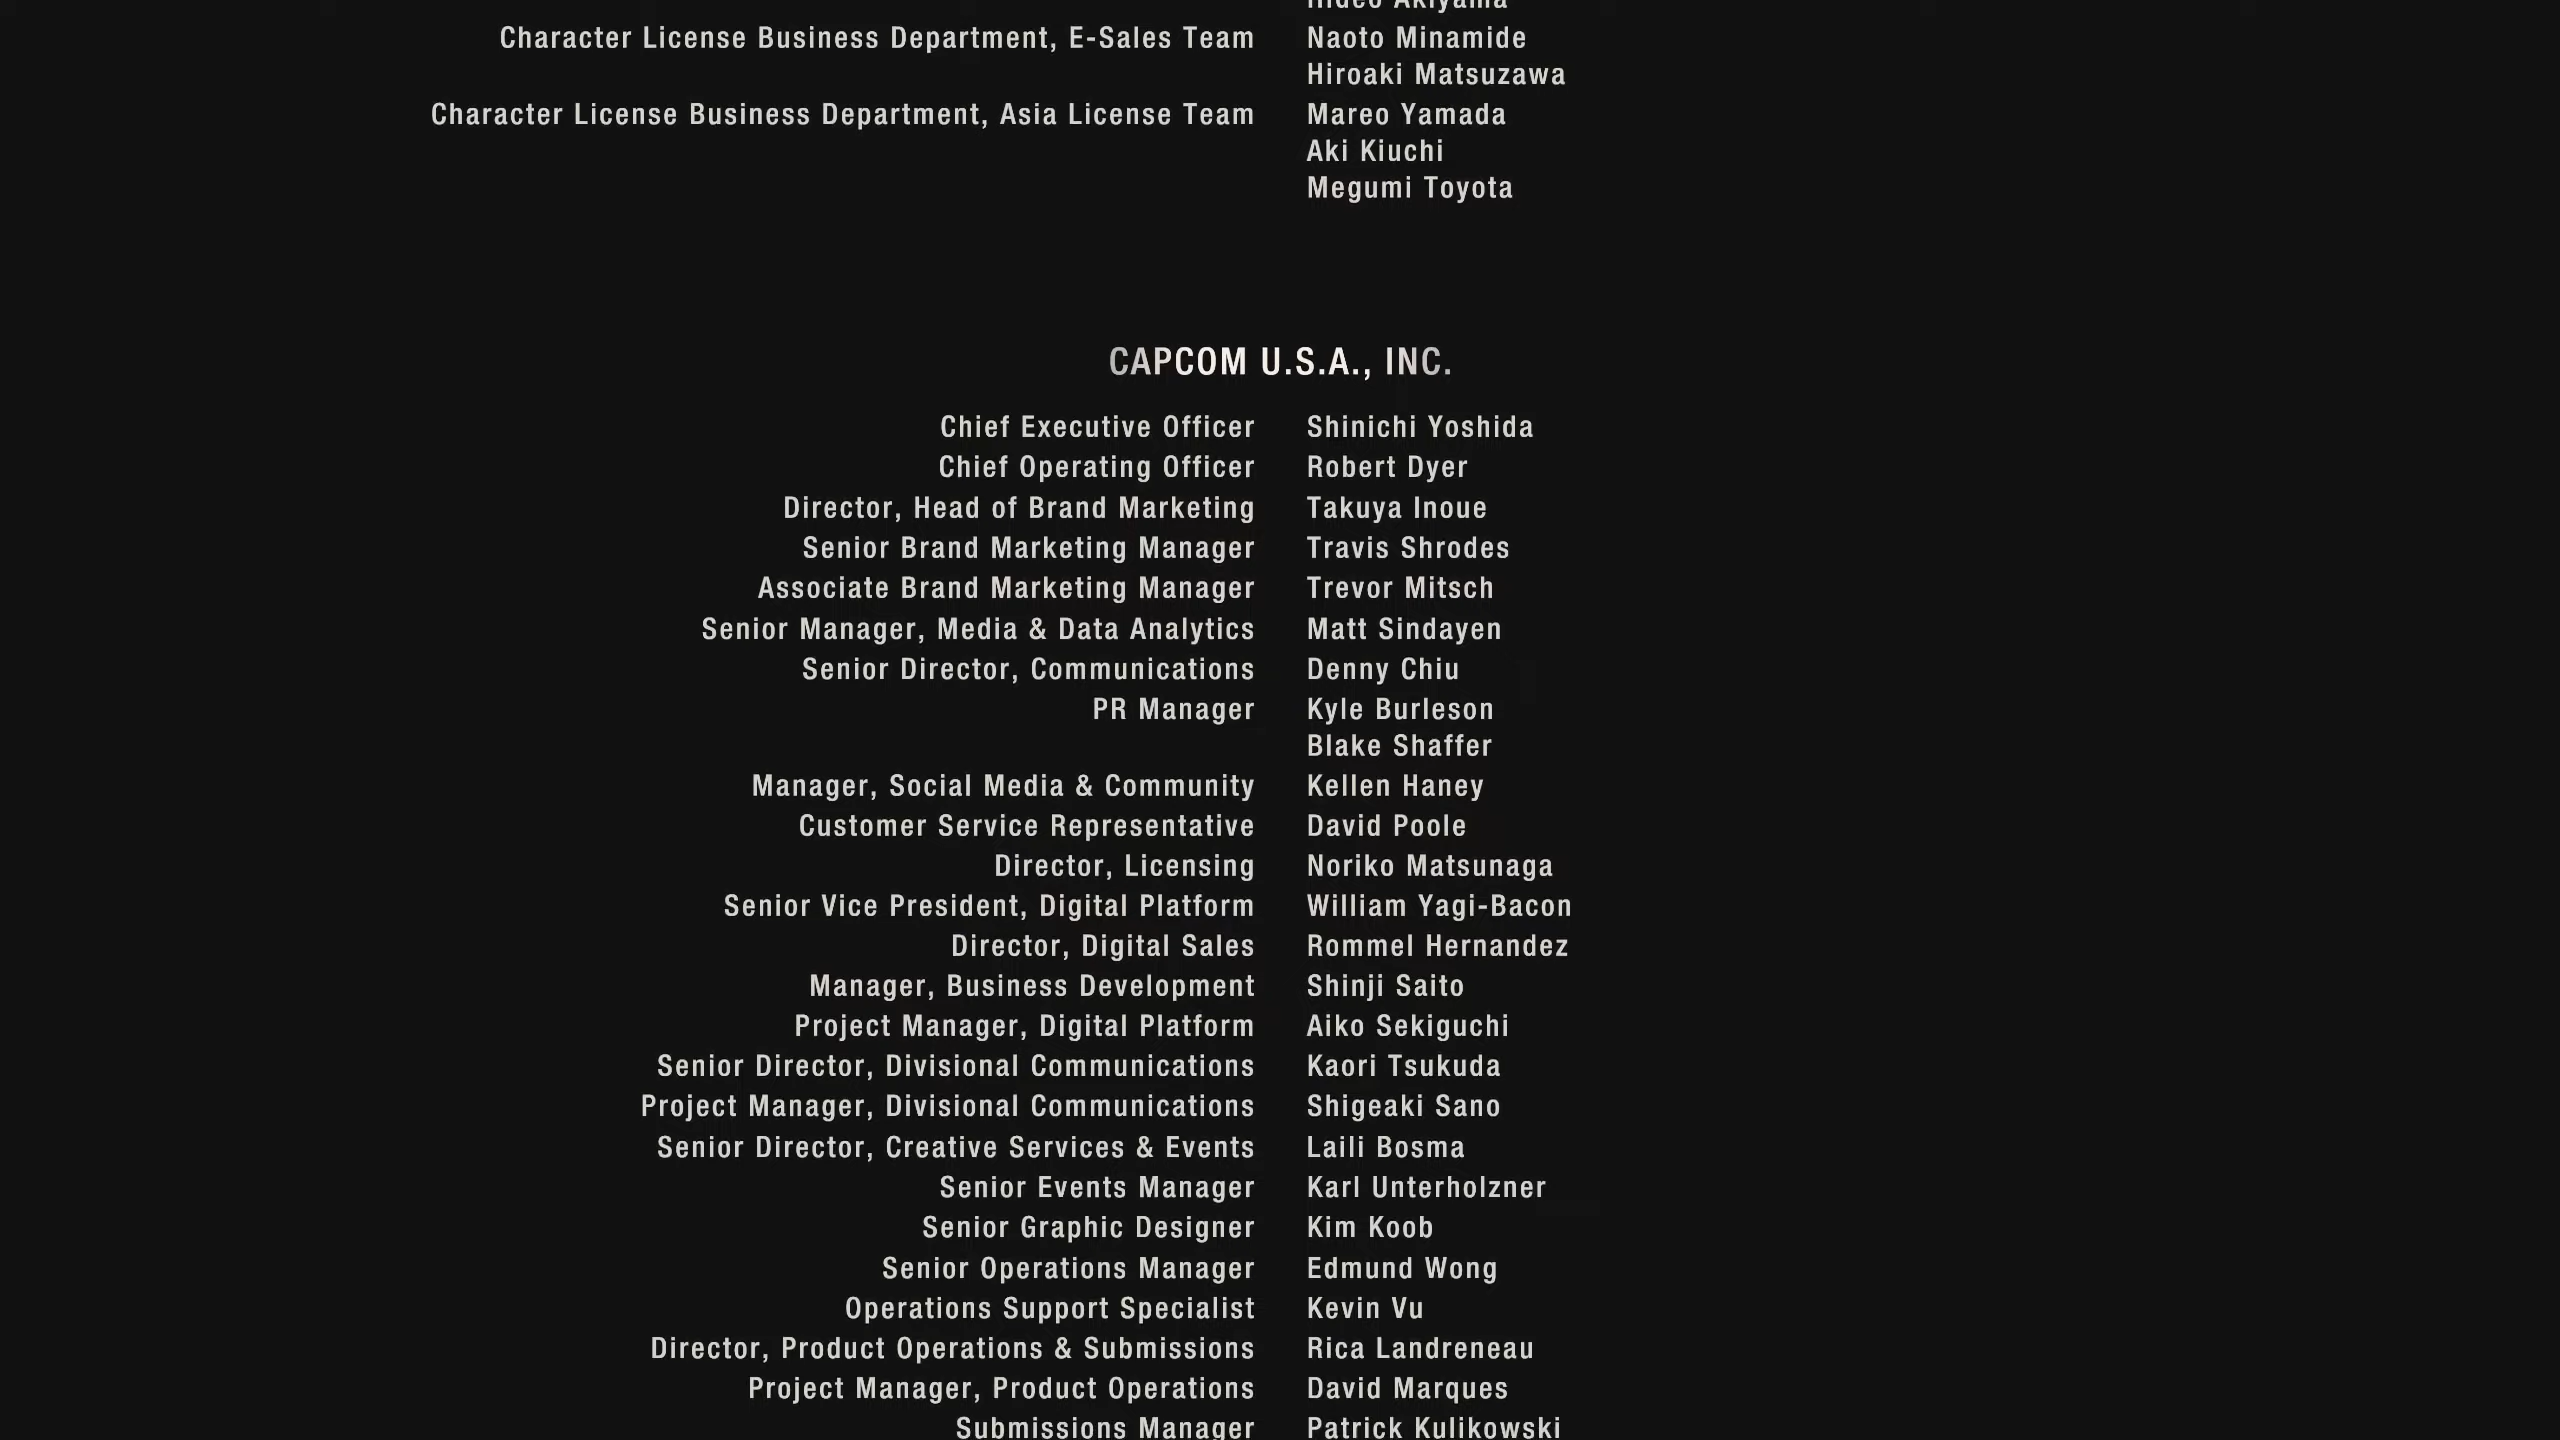 Hideo Akiyama
Character License Business Department, E-Sales Team Naoto Minamide
Hiroaki Matsuzawa
Character License Business Department, Asia License Team Mareo Yamada
Aki Kiuchi
Megumi Toyota
CAPCOM U.S.A., INC.
Chief Executive Officer Shinichi Yoshida
Chief Operating Officer Robert Dyer
Director, Head of Brand Marketing Takuya Inoue
Senior Brand Marketing Manager Travis Shrodes
Associate Brand Marketing Manager Trevor Mitsch
Senior Manager, Media & Data Analytics Matt Sindayen
Senior Director, Communications Denny Chiu
PR Manager Kyle Burleson
Blake Shaffer
Manager, Social Media & Community Kellen Haney
Customer Service Representative David Poole
Director, Licensing Noriko Matsunaga
Senior Vice President, Digital Platform William Yagi-Bacon
Director, Digital Sales Rommel Hernandez
Manager, Business Development Shinji Saito
Project Manager, Digital Platform Aiko Sekiguchi
Senior Director, Divisional Communications Kaori Tsukuda
Project Manager, Divisional Communications Shigeaki Sano
Senior Director, Creative Services & Events Laili Bosma
Senior Events Manager Karl Unterholzner
Senior Graphic Designer Kim Koob
Senior Operations Manager Edmund Wong
Operations Support Specialist Kevin Vu
Director, Product Operations & Submissions Rica Landreneau
Project Manager, Product Operations David Marques
Submissions Manager Patrick Kulikowski